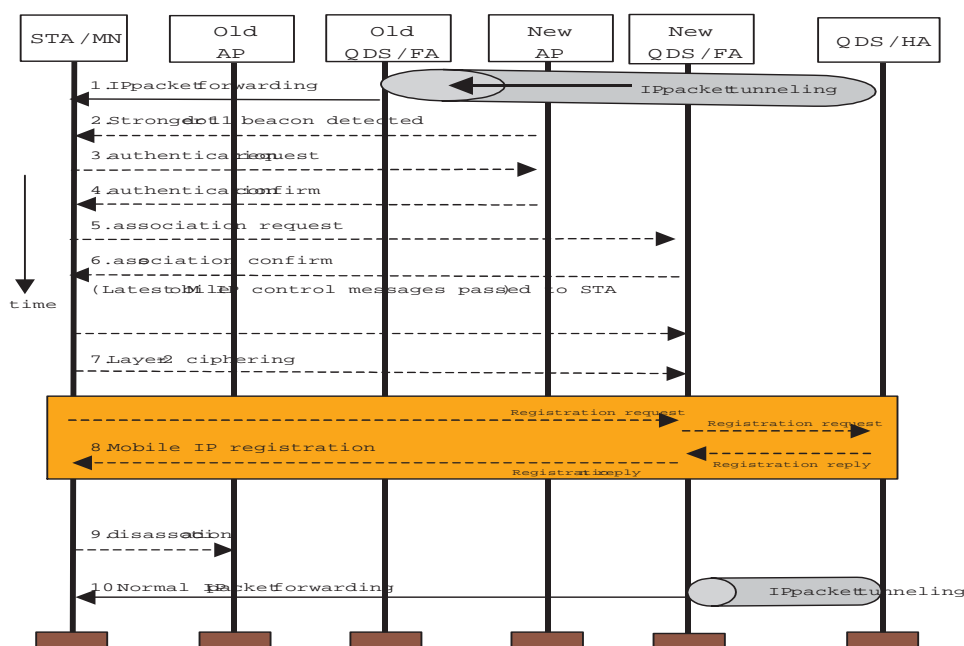 STA/MN
Old
AP
Old
QDS/FA
New
AP
New
QDS/FA
QDS/HA
1.IP packet forwarding
IP packet tunneling
2.Stronger dot11 beacon detected
3.authentication request
4.authentication confirm
5.association request
6.association confirm
(Latest Mobile IP control messages passed to STA)
time
7.Layer-2 ciphering
Registration request
Registration request
8.Mobile IP registration
Registration reply
Registration reply
9.disassociation
10.Normal IP packet forwarding
IP packet tunneling